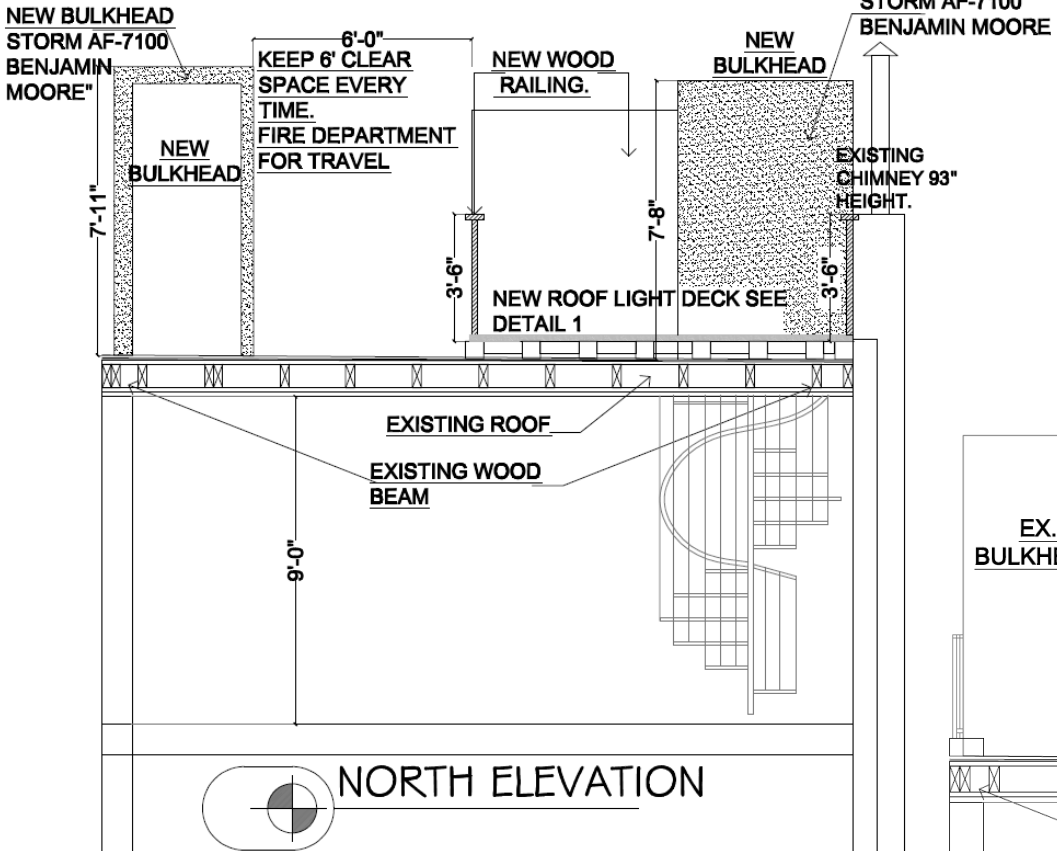 NEW BULKHEAD
STORM AF-7100
BENJAMIN
MOORE"
6'-0"
KEEP 6' CLEAR
SPACE EVERY
TIME.
FIRE DEPARTMENT
FOR TRAVEL
NEW WOOD
RAILING.
NEW
BULKHEAD
STORM AF-7100
BENJAMIN MOORE
NEW
BULKHEAD
EXISTING
CHIMNEY 93"
HEIGHT.
7'-11"
7'-8"
3'-6"
3'-6"
NEW ROOF LIGHT DECK SEE
DETAIL 1
EXISTING ROOF
EXISTING WOOD
BEAM
9'-0"
EX.
NORTH ELEVATION